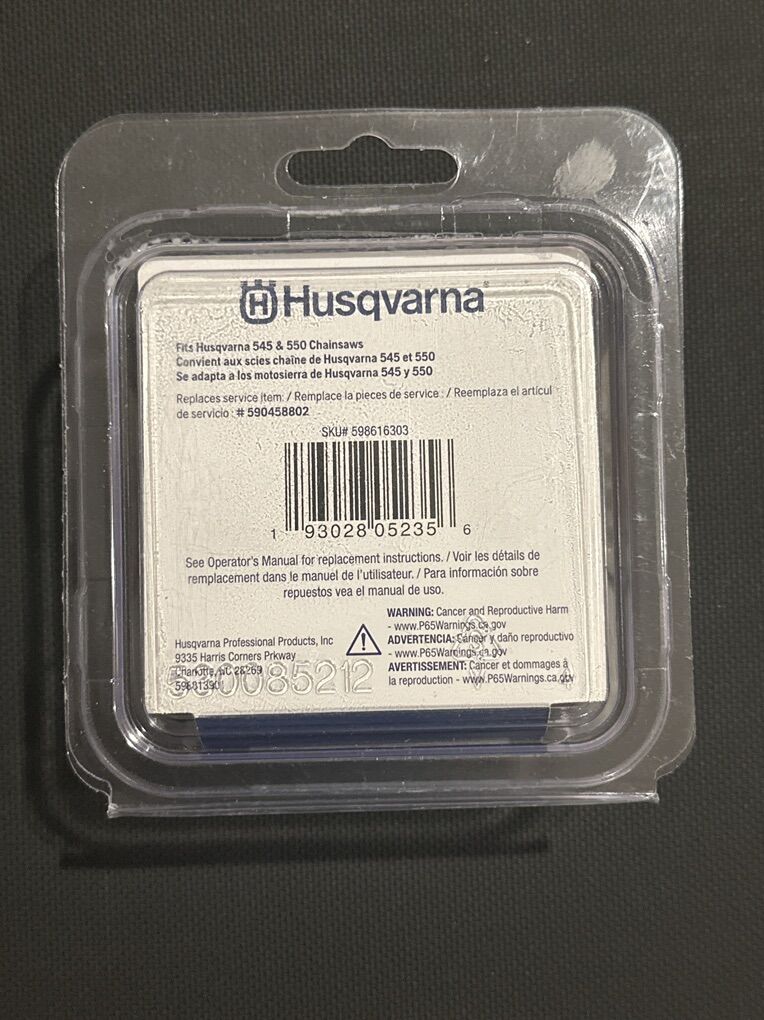 Husqvarna®
Fits Husqvarna 545 & 550 Chainsaws
Convient aux scies chaîne de Husqvarna 545 et 550
Se adapta a los motosierra de Husqvarna 545 y 550
Replaces service item: / Remplace la pieces de service : / Reemplaza el artícul
de servicio : # 590458802
SKU# 598616303
1 93028 05235 6
See Operator's Manual for replacement instructions. / Voir les détails de
remplacement dans le manuel de l'utilisateur. / Para información sobre
repuestos vea el manual de uso.
Husqvarna Professional Products, Inc
9335 Harris Corners Prkway
Charlotte, NC 28269
WARNING: Cancer and Reproductive Harm
- www.P65Warnings.ca.gov
ADVERTENCIA: Cáncer y daño reproductivo
- www.P65Warnings.ca.gov
AVERTISSEMENT: Cancer et dommages à
la reproduction - www.P65Warnings.ca.gov